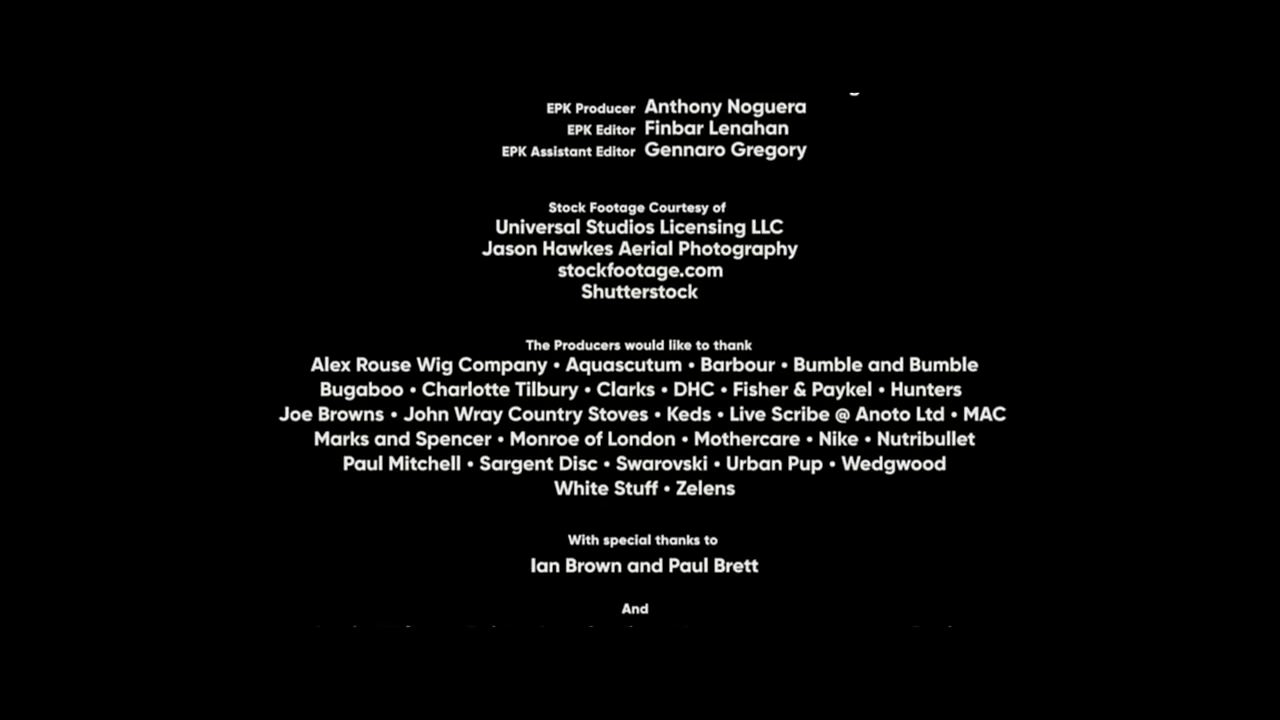 EPK Producer Anthony Noguera
EPK Editor Finbar Lenahan
EPK Assistant Editor Gennaro Gregory
Stock Footage Courtesy of
Universal Studios Licensing LLC
Jason Hawkes Aerial Photography
stockfootage.com
Shutterstock
The Producers would like to thank
Alex Rouse Wig Company • Aquascutum • Barbour • Bumble and Bumble
Bugaboo • Charlotte Tilbury • Clarks • DHC • Fisher & Paykel • Hunters
Joe Browns • John Wray Country Stoves • Keds • Live Scribe @ Anoto Ltd • MAC
Marks and Spencer • Monroe of London • Mothercare • Nike • Nutribullet
Paul Mitchell • Sargent Disc • Swarovski • Urban Pup • Wedgwood
White Stuff • Zelens
With special thanks to
Ian Brown and Paul Brett
And